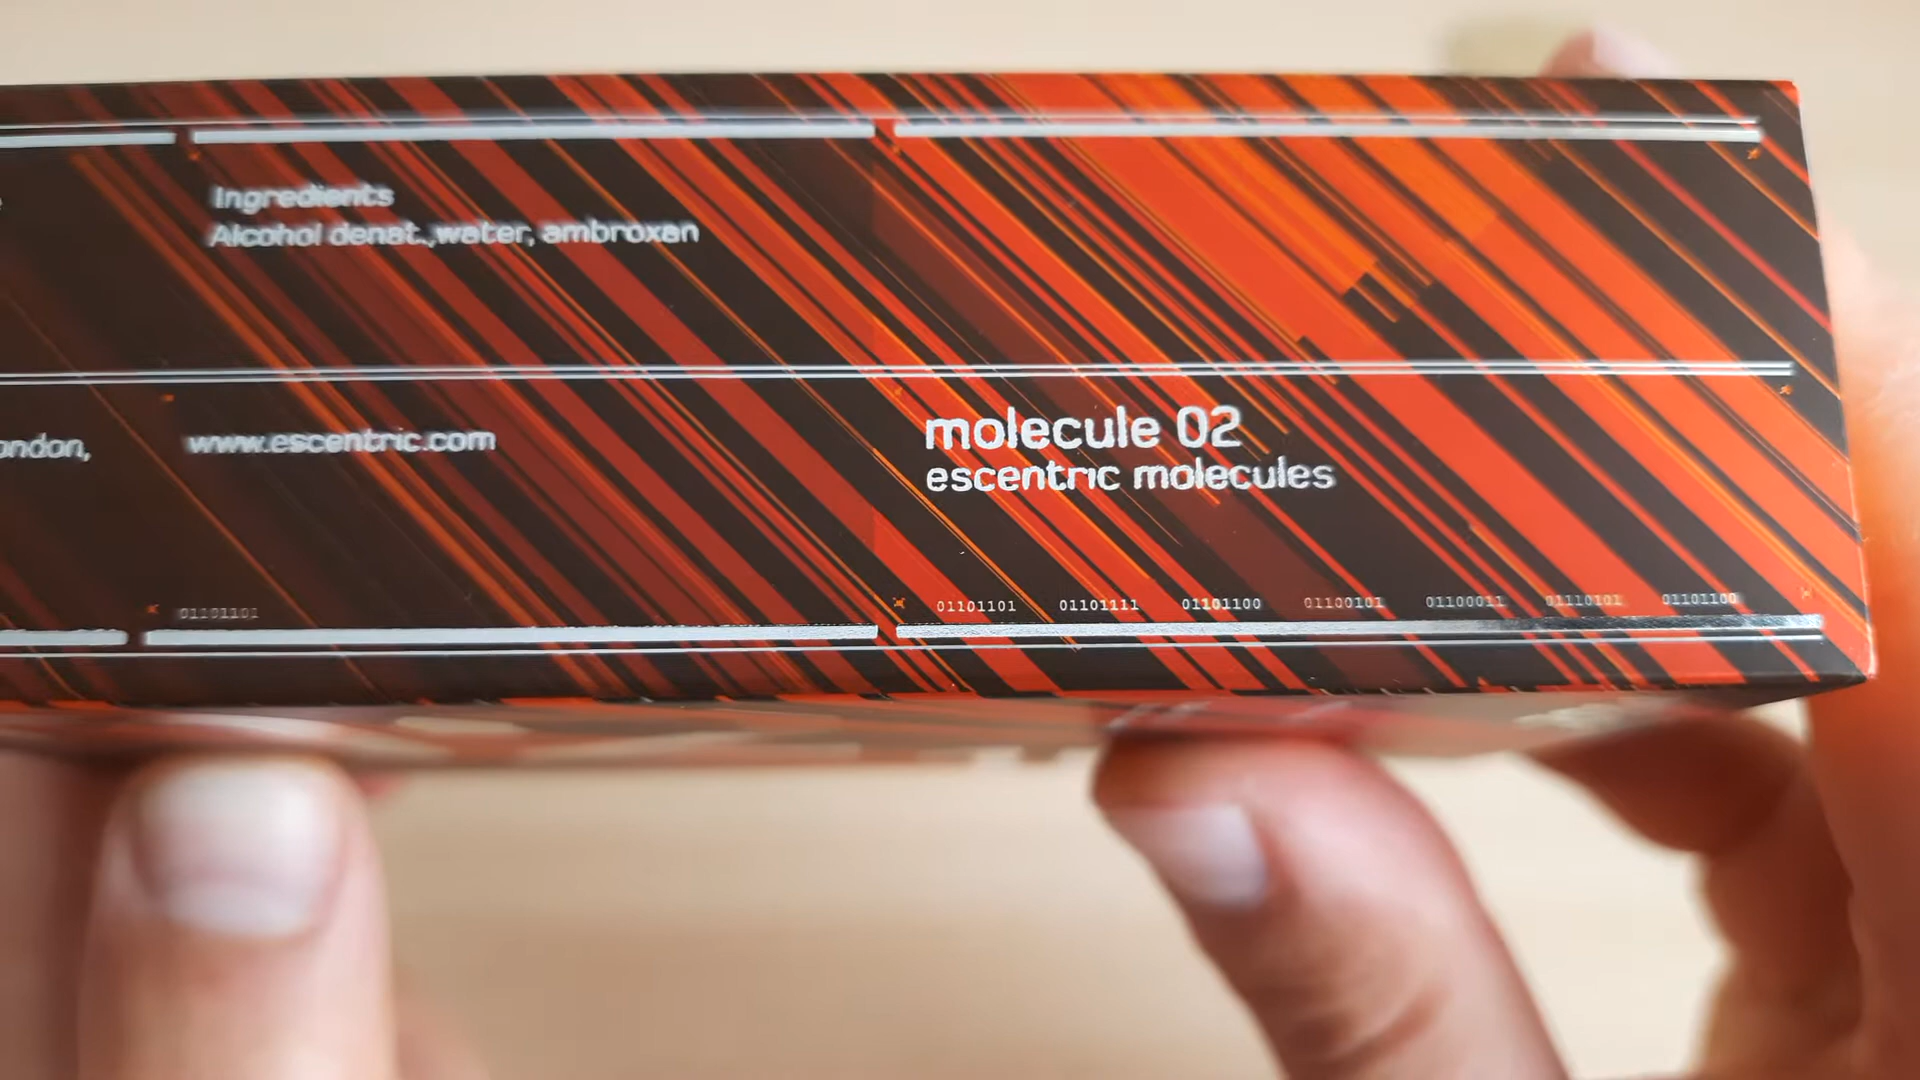 Ingredients
Alcohol denat.,water, ambroxan
ondon,
www.escentric.com
molecule 02
escentric molecules
01101101
01101101 01101111 01101100 01100101 01100011 01110101 01101100